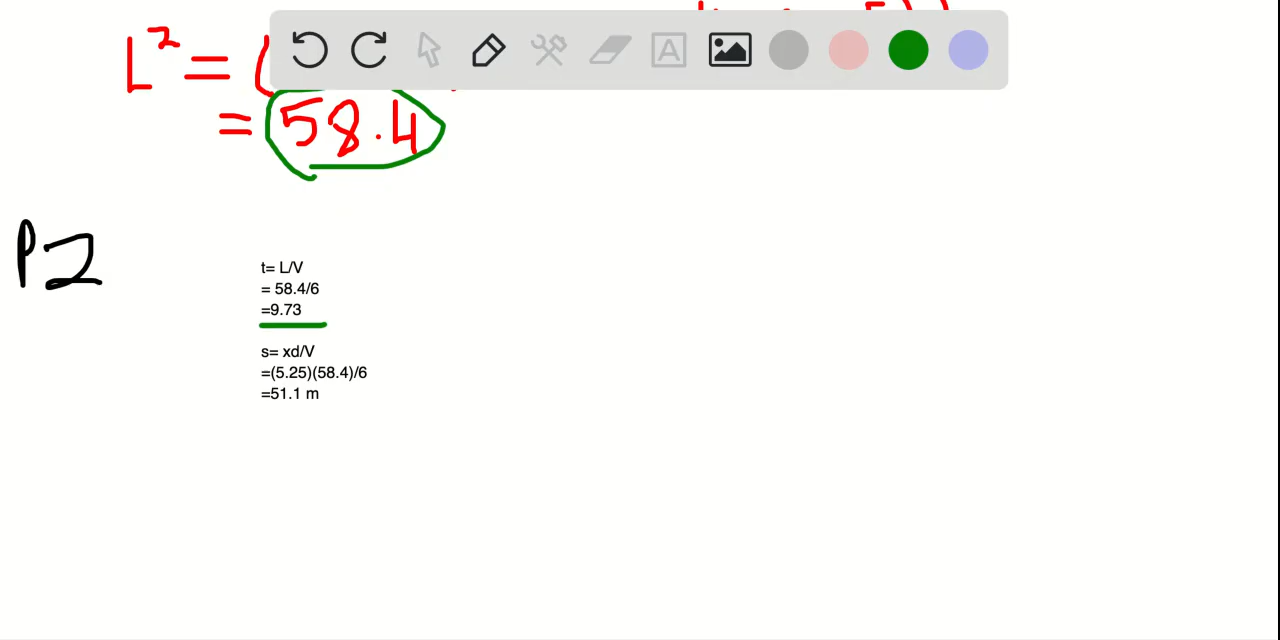 L² = (
= 58.4
P2
t= L/V
= 58.4/6
=9.73
s= xd/V
=(5.25)(58.4)/6
=51.1 m